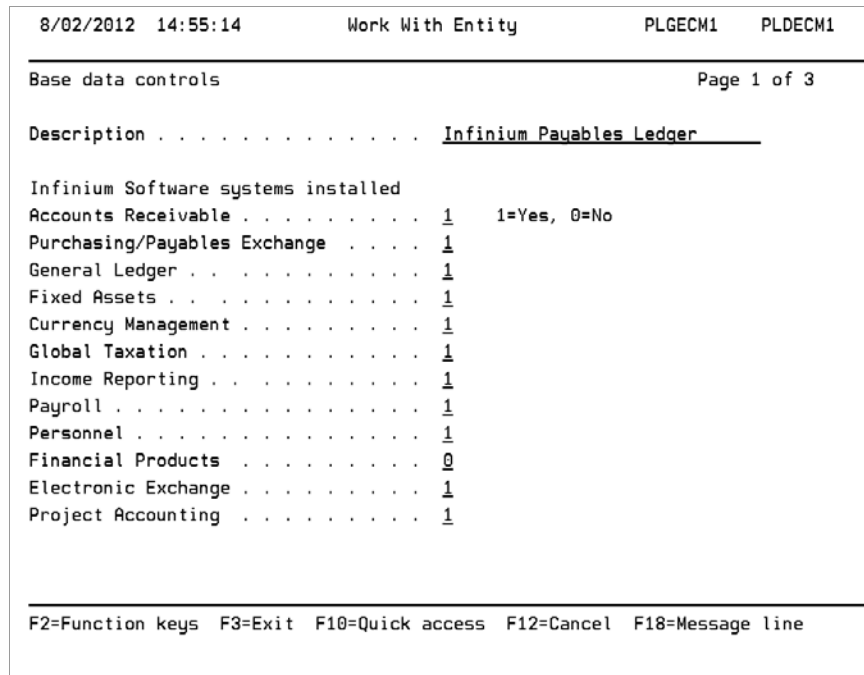 8/02/2012 14:55:14 Work With Entity PLGECM1 PLDECM1
Base data controls Page 1 of 3
Description . . . . . . . . . . . . . Infinium Payables Ledger
Infinium Software systems installed
Accounts Receivable . . . . . . . . . 1 1=Yes, 0=No
Purchasing/Payables Exchange . . . . 1
General Ledger . . . . . . . . . . . 1
Fixed Assets . . . . . . . . . . . . 1
Currency Management . . . . . . . . . 1
Global Taxation . . . . . . . . . . . 1
Income Reporting . . . . . . . . . . 1
Payroll . . . . . . . . . . . . . . . 1
Personnel . . . . . . . . . . . . . . 1
Financial Products . . . . . . . . . 0
Electronic Exchange . . . . . . . . . 1
Project Accounting . . . . . . . . . 1
F2=Function keys F3=Exit F10=Quick access F12=Cancel F18=Message line